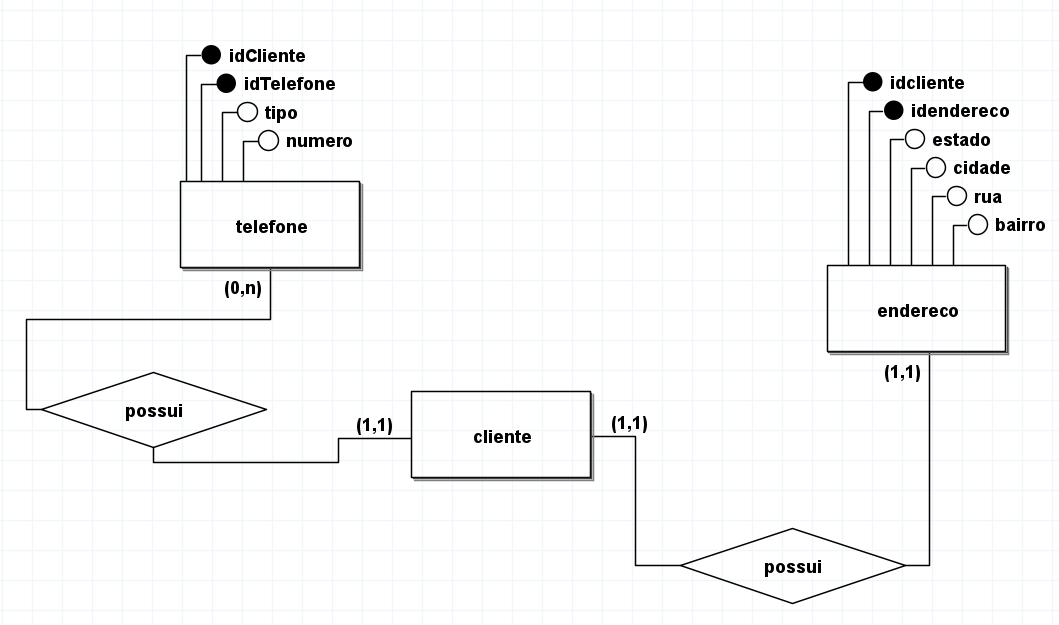 idCliente
idTelefone
tipo
numero
telefone
(0,n)
idcliente
idendereco
estado
cidade
rua
bairro
endereco
(1,1)
possui
(1,1)
cliente
(1,1)
possui